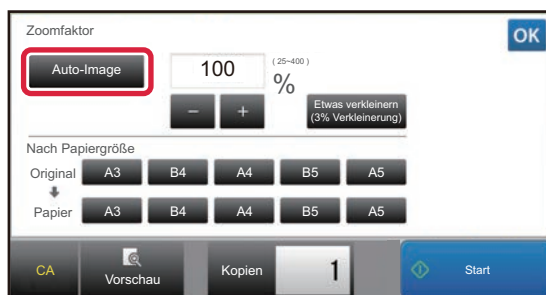 Zoomfaktor
OK
Auto-Image
100
( 25~400 )
%
− +
Etwas verkleinern
(3% Verkleinerung)
Nach Papiergröße
Original A3 B4 A4 B5 A5
Papier A3 B4 A4 B5 A5
CA
Vorschau
Kopien
1
Start